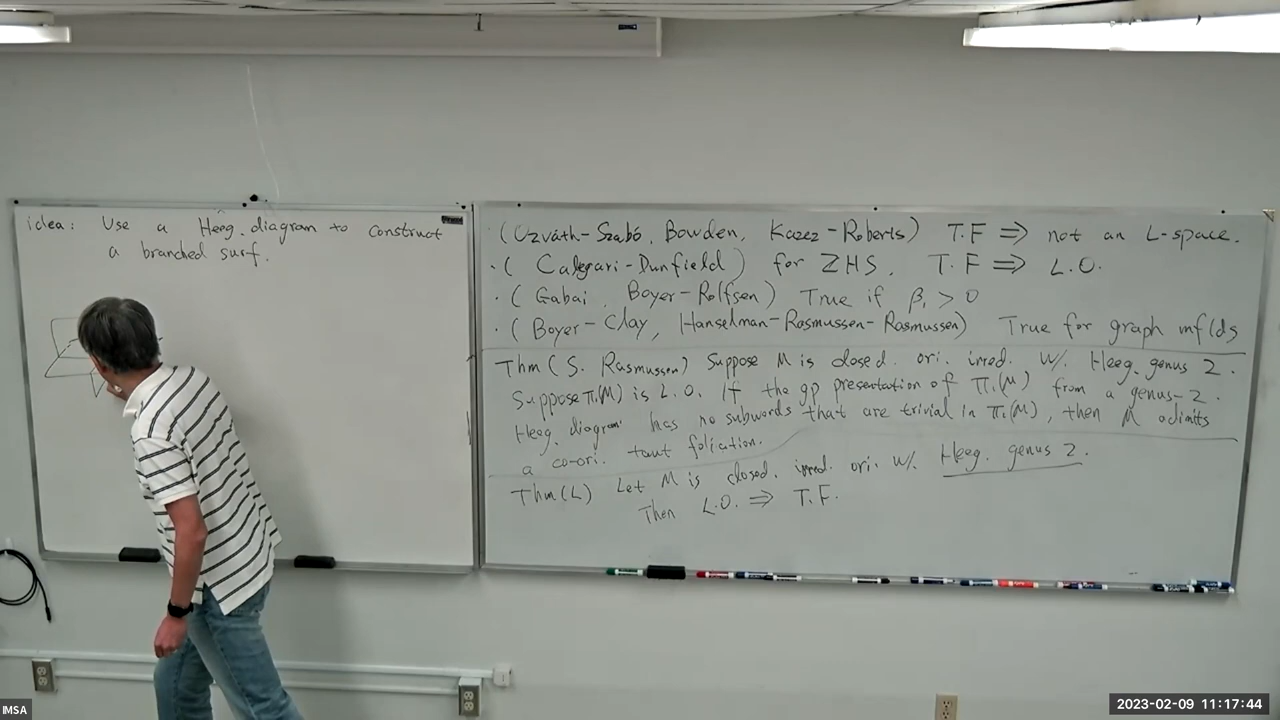 idea: Use a Heeg. diagram to construct
a branched surf.
· (Ozváth-Szabó, Bowden, Kazez-Roberts) T.F ⇒ not an L-space.
· (Calegari-Dunfield) for ZHS, T.F ⇒ L.O.
· (Gabai, Boyer-Rolfsen) True if β₁ > 0
· (Boyer-Clay, Hanselman-Rasmussen-Rasmussen) True for graph mflds
Thm (S. Rasmussen) Suppose M is closed. ori. irred. w/. Heeg. genus 2.
Suppose π₁(M) is L.O. If the gp presentation of π₁(M) from a genus-2.
Heeg. diagram has no subwords that are trivial in π₁(M), then M admits
a co-ori. taut foliation.
Thm (L) Let M is closed. irred. ori. w/. Heeg. genus 2.
Then L.O. ⇒ T.F.
IMSA
2023-02-09 11:17:44